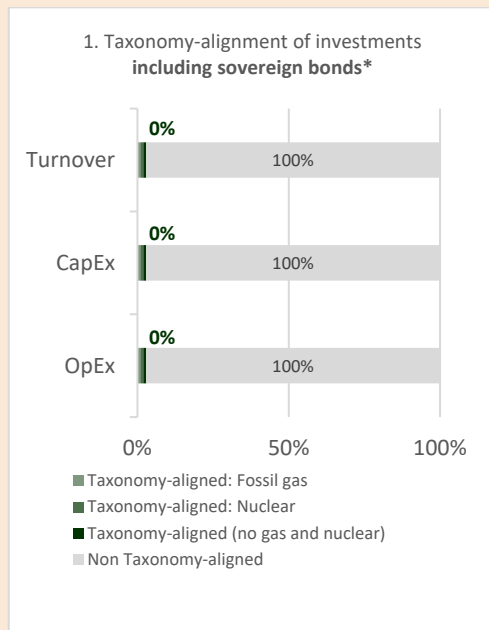 1. Taxonomy-alignment of investments
including sovereign bonds*
0%
Turnover
100%
0%
CapEx
100%
0%
OpEx
100%
0% 50% 100%
Taxonomy-aligned: Fossil gas
Taxonomy-aligned: Nuclear
Taxonomy-aligned (no gas and nuclear)
Non Taxonomy-aligned